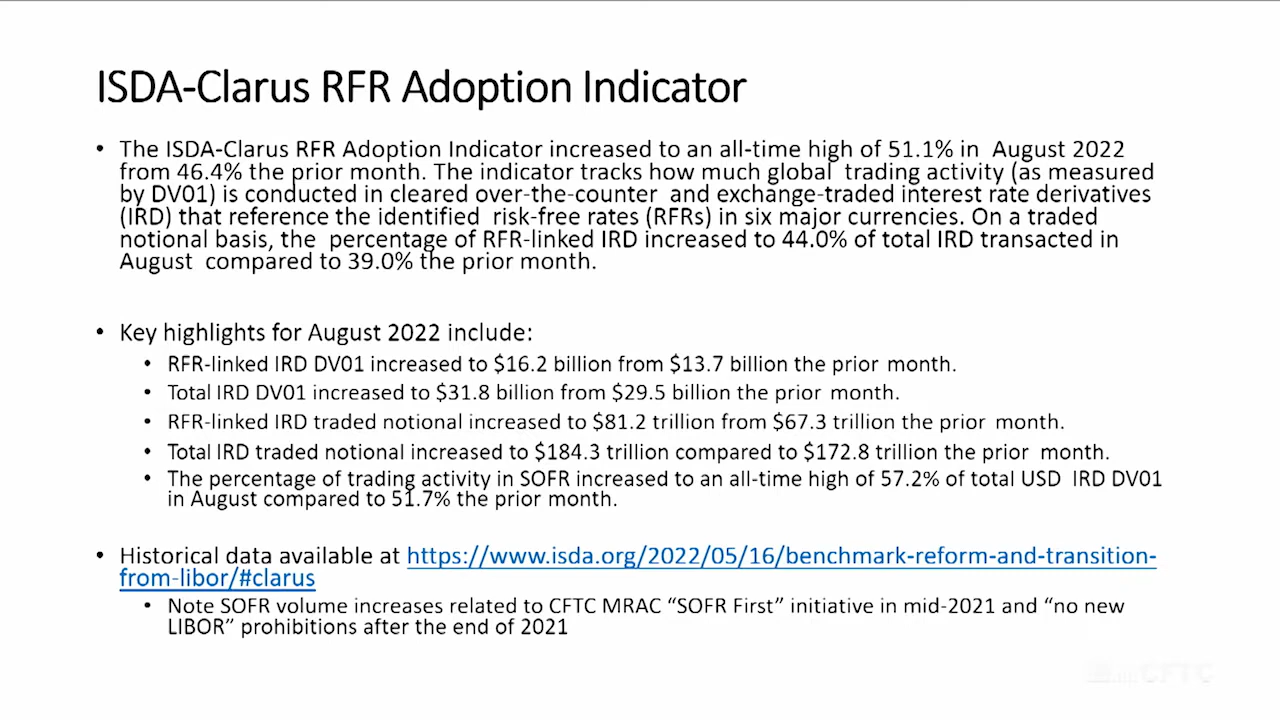 ISDA-Clarus RFR Adoption Indicator
• The ISDA-Clarus RFR Adoption Indicator increased to an all-time high of 51.1% in August 2022
from 46.4% the prior month. The indicator tracks how much global trading activity (as measured
by DV01) is conducted in cleared over-the-counter and exchange-traded interest rate derivatives
(IRD) that reference the identified risk-free rates (RFRs) in six major currencies. On a traded
notional basis, the percentage of RFR-linked IRD increased to 44.0% of total IRD transacted in
August compared to 39.0% the prior month.
• Key highlights for August 2022 include:
• RFR-linked IRD DV01 increased to $16.2 billion from $13.7 billion the prior month.
• Total IRD DV01 increased to $31.8 billion from $29.5 billion the prior month.
• RFR-linked IRD traded notional increased to $81.2 trillion from $67.3 trillion the prior month.
• Total IRD traded notional increased to $184.3 trillion compared to $172.8 trillion the prior month.
• The percentage of trading activity in SOFR increased to an all-time high of 57.2% of total USD IRD DV01
in August compared to 51.7% the prior month.
• Historical data available at https://www.isda.org/2022/05/16/benchmark-reform-and-transition-
from-libor/#clarus
• Note SOFR volume increases related to CFTC MRAC “SOFR First” initiative in mid-2021 and “no new
LIBOR” prohibitions after the end of 2021
CFTC